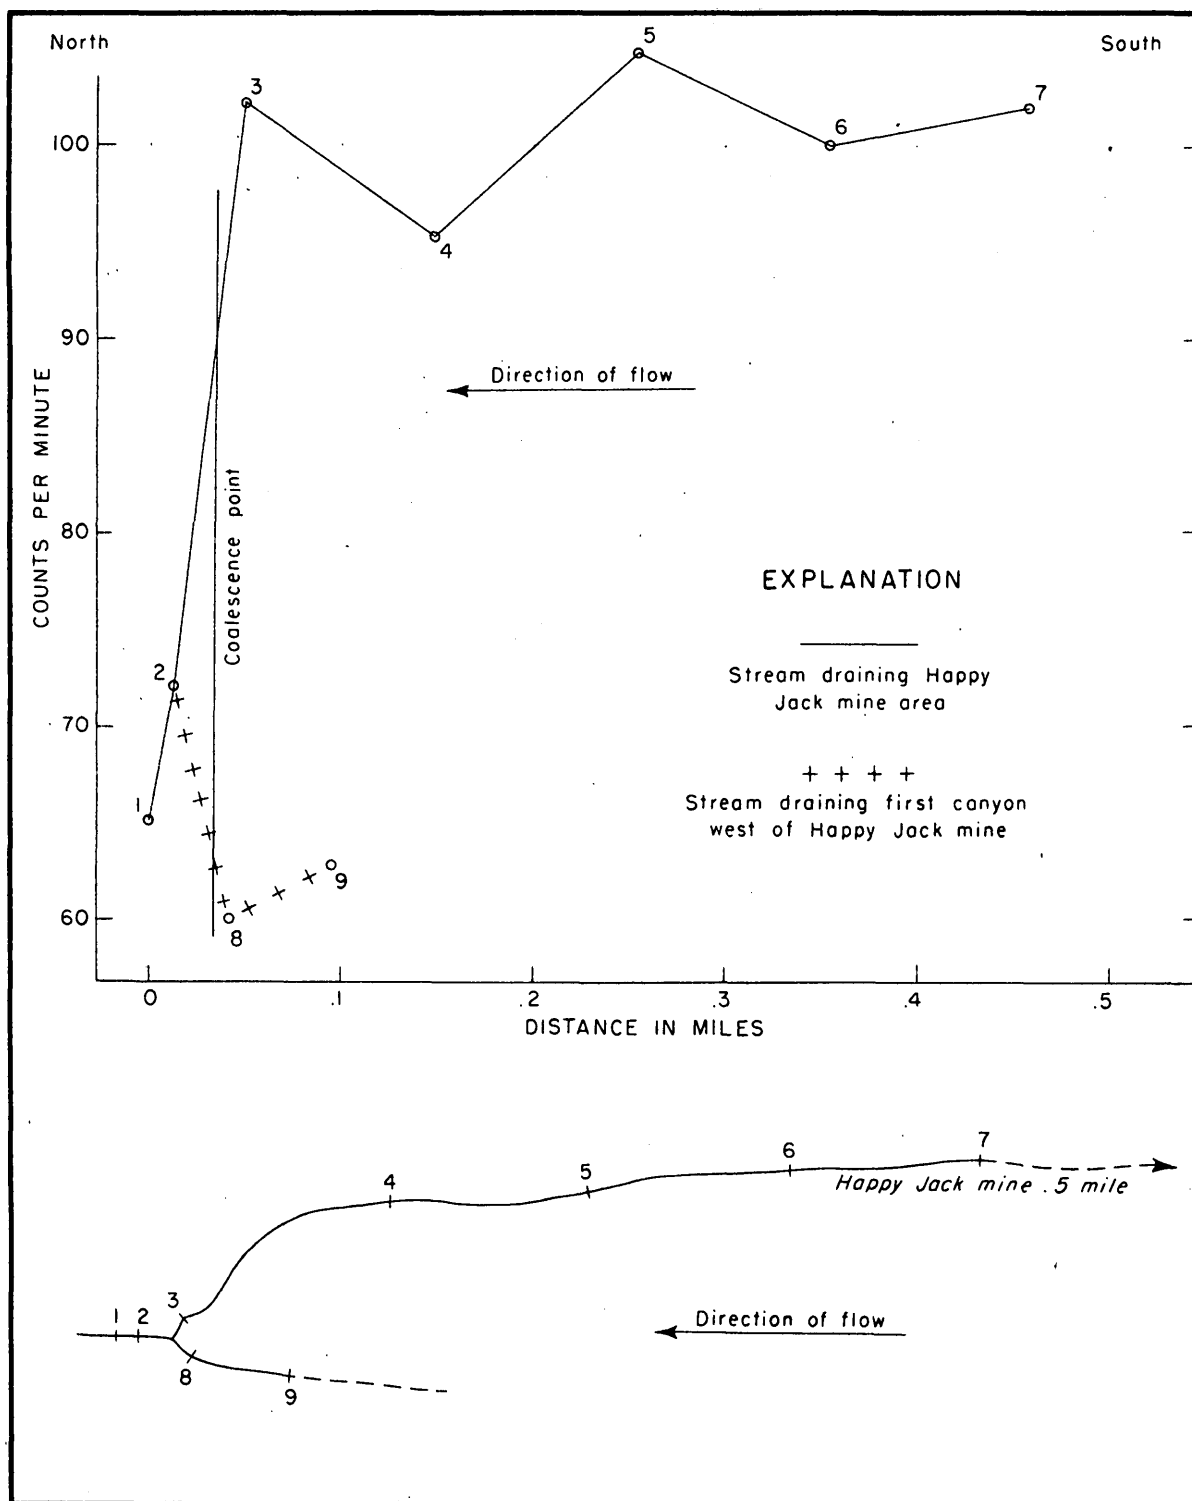 North
South
5
3
7
6
4
100
90
80
70
60
COUNTS PER MINUTE
Direction of flow
Coalescence point
2
1
8
9
EXPLANATION
Stream draining Happy
Jack mine area
+ + + +
Stream draining first canyon
west of Happy Jack mine
0 .1 .2 .3 .4 .5
DISTANCE IN MILES
7
6
5
4
Happy Jack mine .5 mile
3
1 2
Direction of flow
8
9